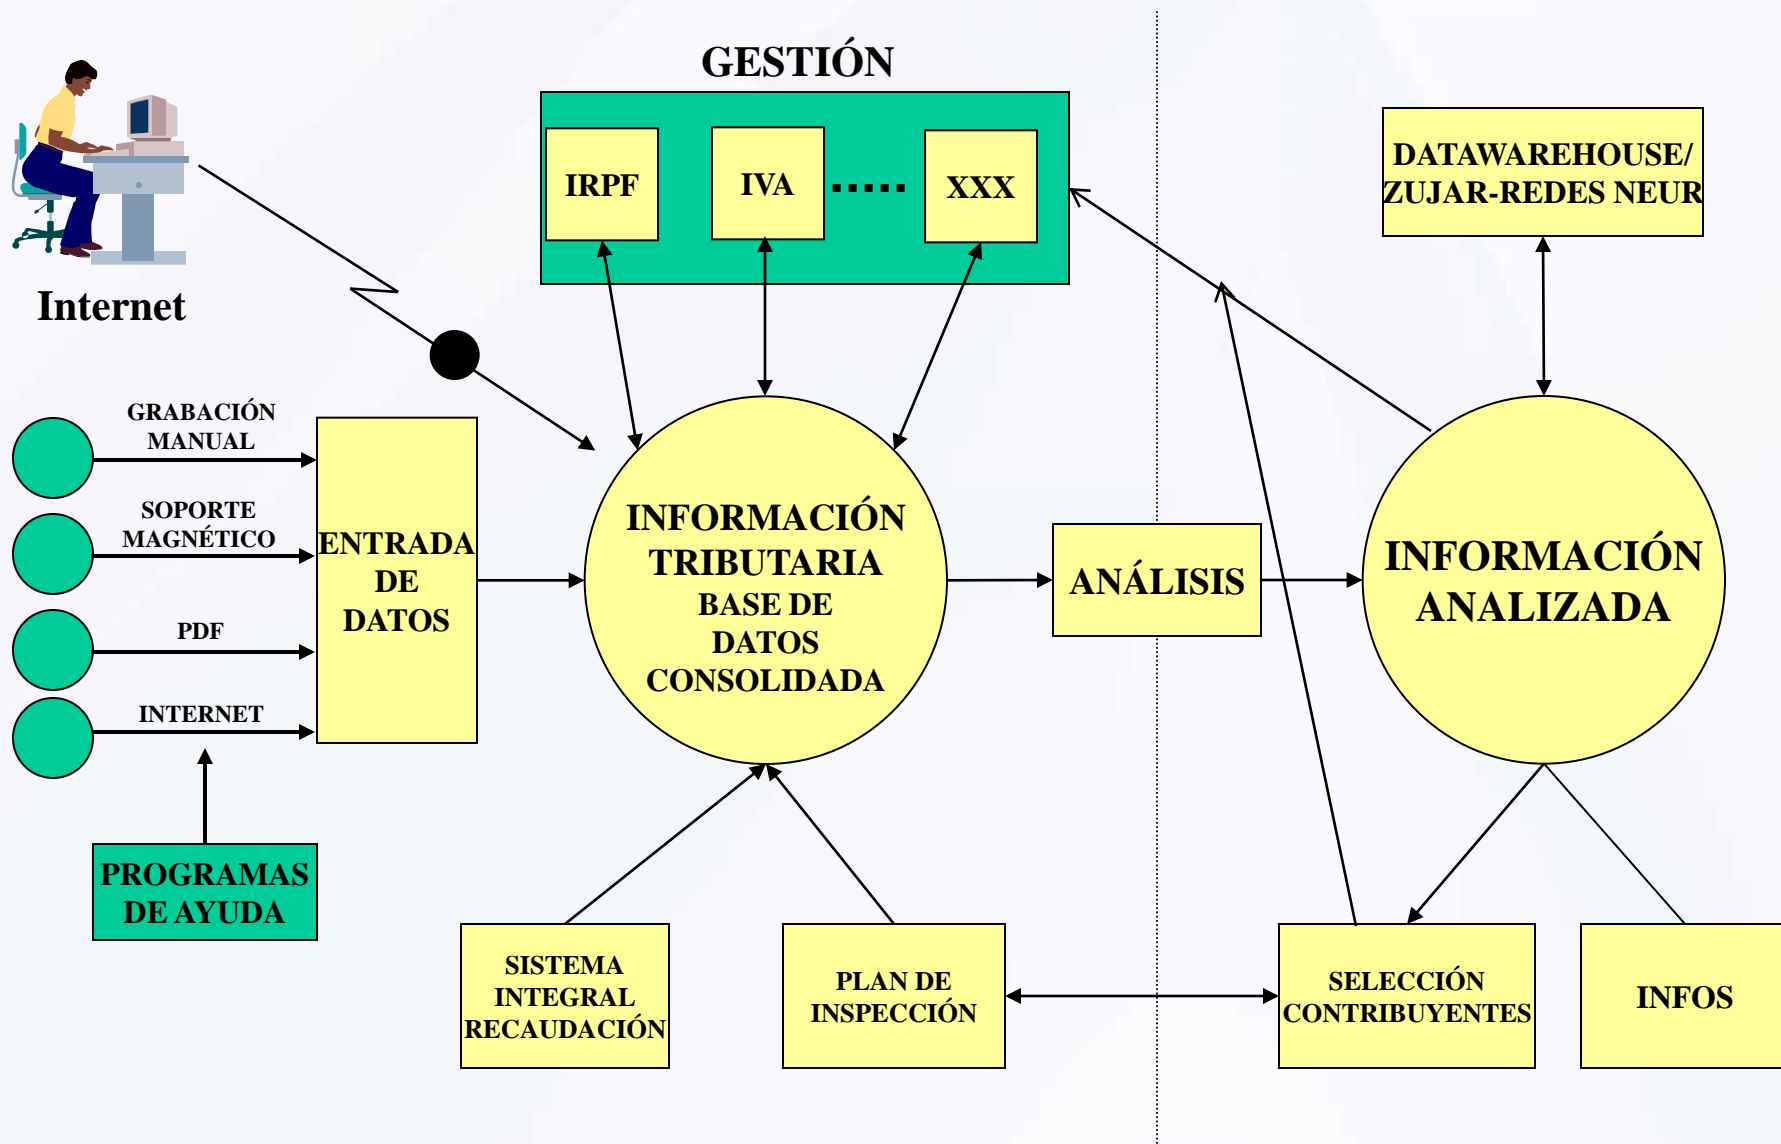 GESTIÓN
IRPF
IVA
XXX
DATAWAREHOUSE/
ZUJAR-REDES NEUR
Internet
GRABACIÓN
MANUAL
SOPORTE
MAGNÉTICO
PDF
INTERNET
ENTRADA
DE
DATOS
INFORMACIÓN
TRIBUTARIA
BASE DE
DATOS
CONSOLIDADA
ANÁLISIS
INFORMACIÓN
ANALIZADA
PROGRAMAS
DE AYUDA
SISTEMA
INTEGRAL
RECAUDACIÓN
PLAN DE
INSPECCIÓN
SELECCIÓN
CONTRIBUYENTES
INFOS